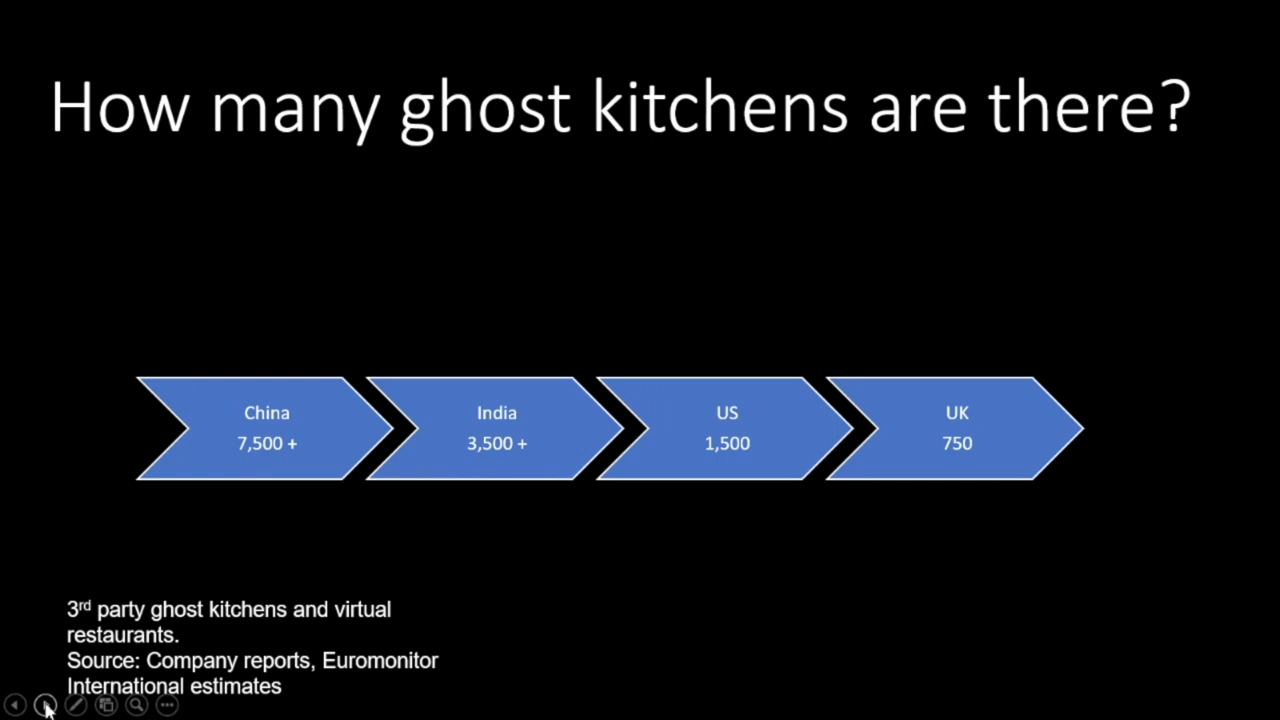 How many ghost kitchens are there?
China
7,500 +
India
3,500 +
US
1,500
UK
750
3rd party ghost kitchens and virtual
restaurants.
Source: Company reports, Euromonitor
International estimates